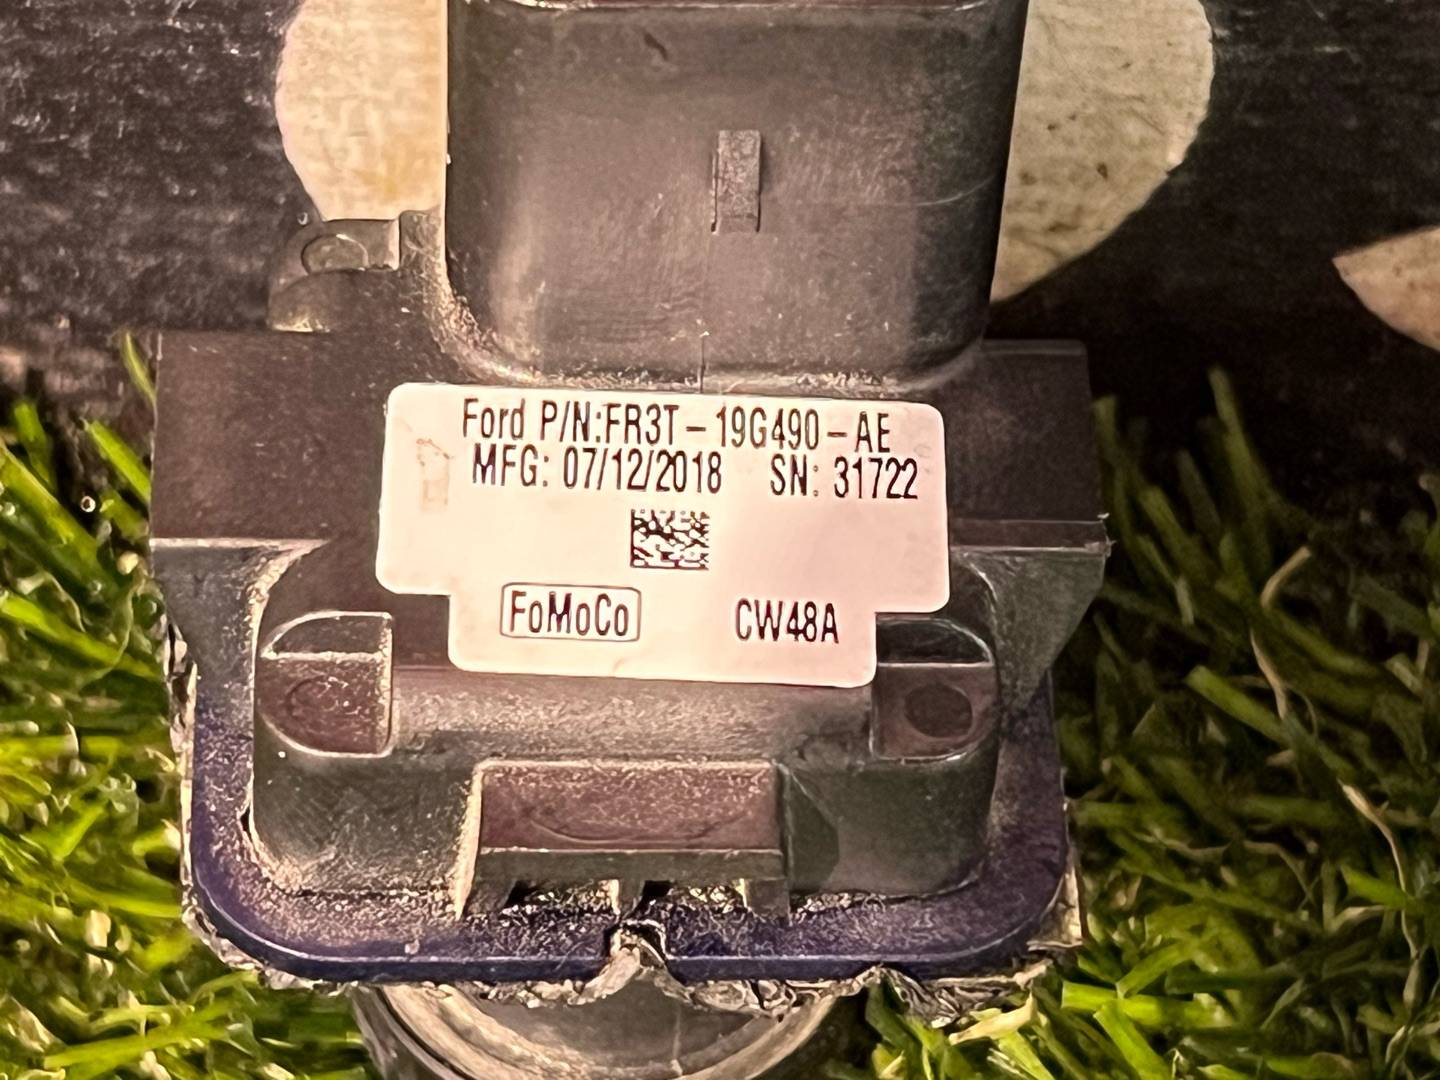 Ford P/N:FR3T-19G490-AE
MFG: 07/12/2018 SN: 31722
FoMoCo CW48A